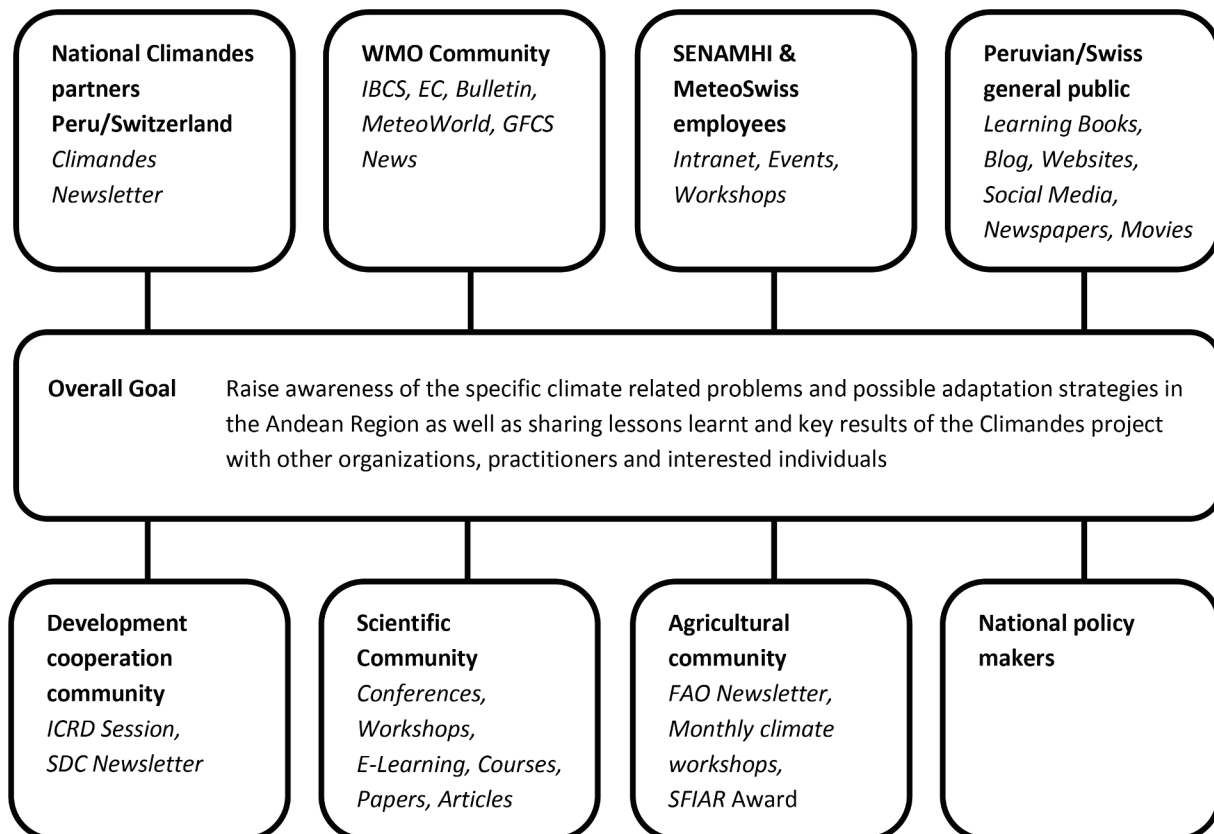 National Climandes
partners
Peru/Switzerland
Climandes
Newsletter
WMO Community
IBCS, EC, Bulletin,
MeteoWorld, GFCS
News
SENAMHI &
MeteoSwiss
employees
Intranet, Events,
Workshops
Peruvian/Swiss
general public
Learning Books,
Blog, Websites,
Social Media,
Newspapers, Movies
Overall Goal Raise awareness of the specific climate related problems and possible adaptation strategies in
the Andean Region as well as sharing lessons learnt and key results of the Climandes project
with other organizations, practitioners and interested individuals
Development
cooperation
community
ICRD Session,
SDC Newsletter
Scientific
Community
Conferences,
Workshops,
E-Learning, Courses,
Papers, Articles
Agricultural
community
FAO Newsletter,
Monthly climate
workshops,
SFIAR Award
National policy
makers